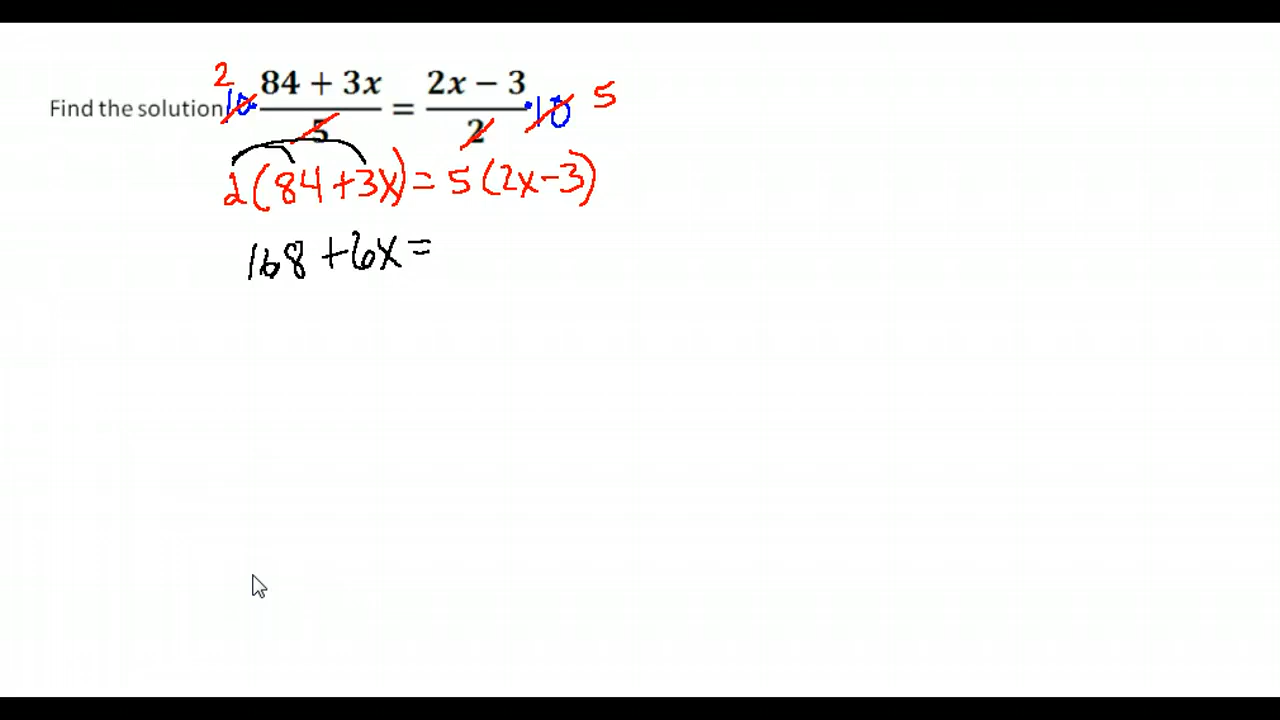 Find the solution 2 10 · (84 + 3x)/5 = (2x − 3)/2 · 10 5
2(84+3x) = 5(2x-3)
168 + 6x =